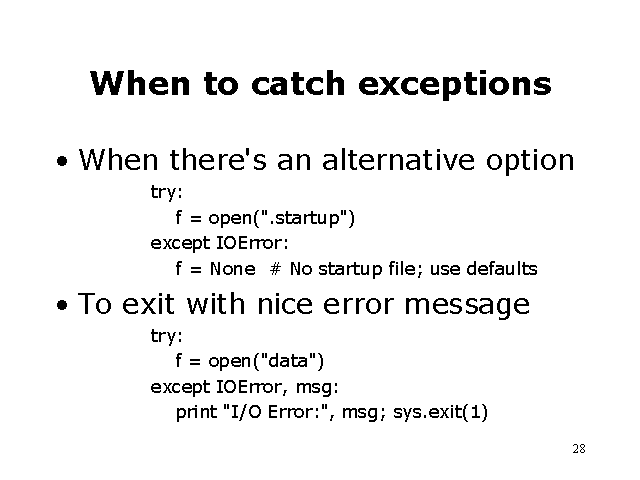 When to catch exceptions
• When there's an alternative option
try:
f = open(".startup")
except IOError:
f = None # No startup file; use defaults
• To exit with nice error message
try:
f = open("data")
except IOError, msg:
print "I/O Error:", msg; sys.exit(1)
28